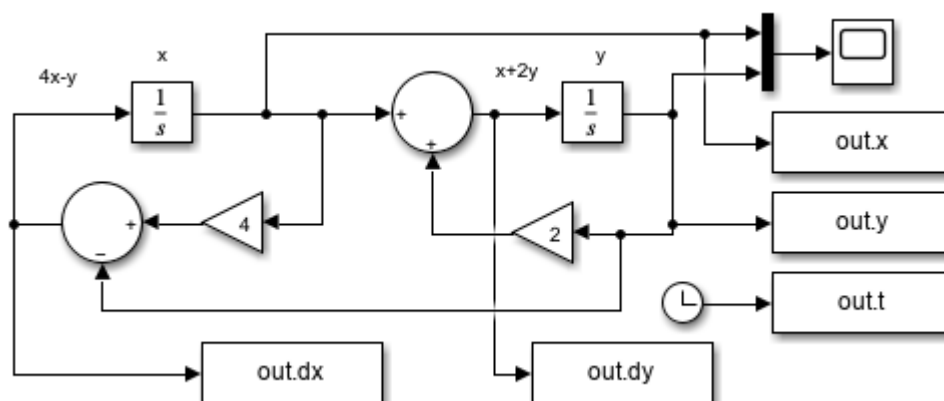 x
y
4x-y
x+2y
1
s
+
+
1
s
out.x
+
−
4
2
out.y
out.t
out.dx
out.dy